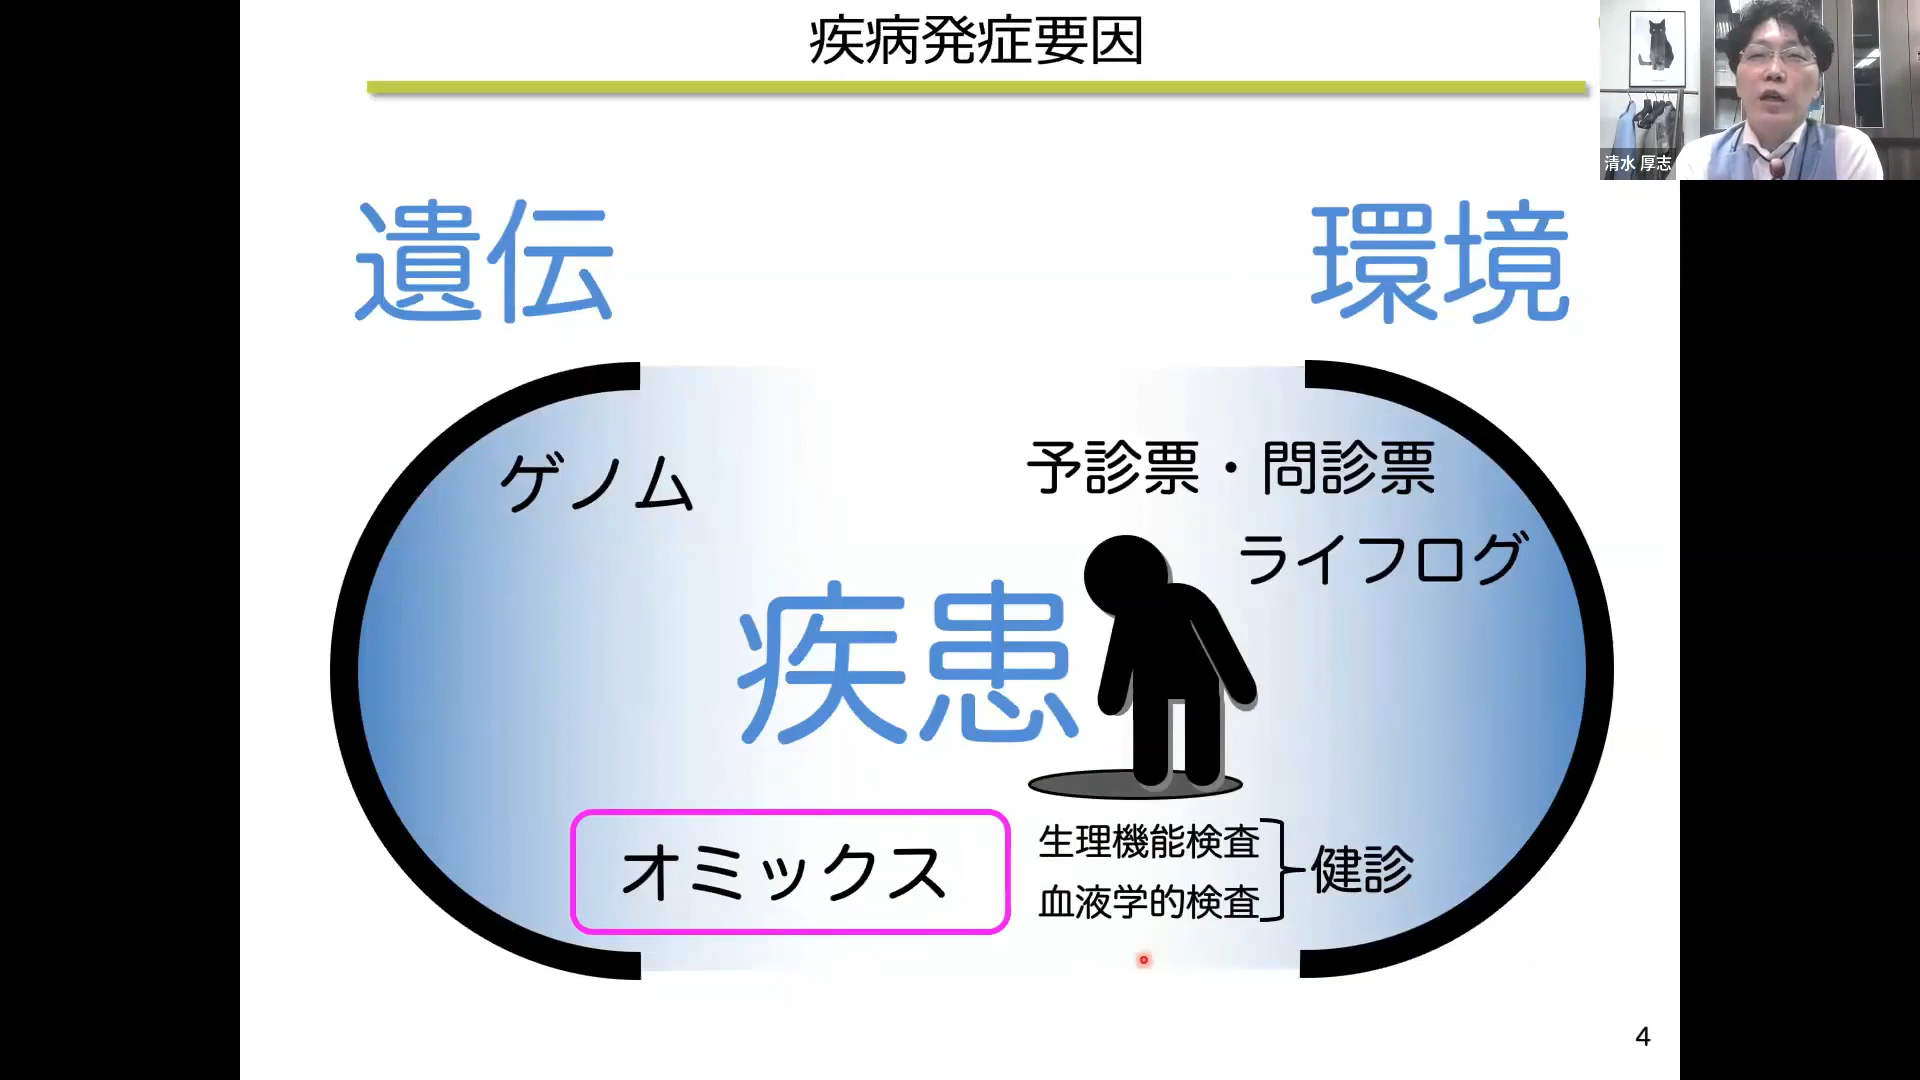 疾病発症要因
清水 厚志
遺伝
環境
ゲノム
予診票・問診票
ライフログ
疾患
オミックス
生理機能検査
血液学的検査
健診
4